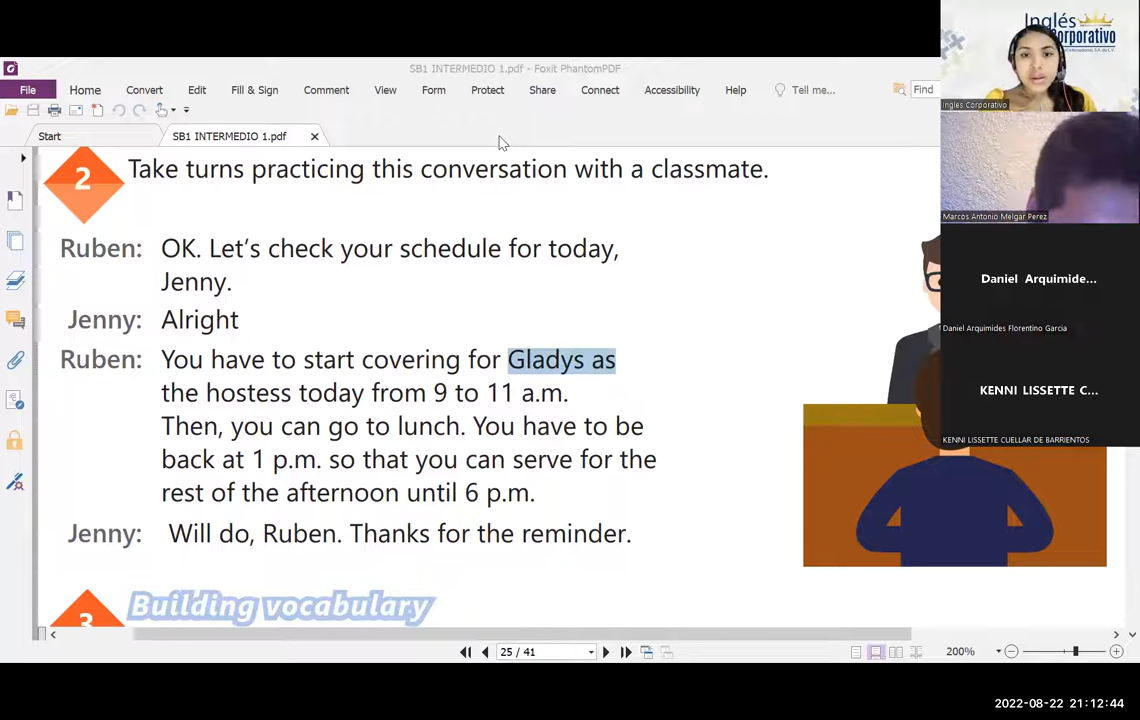 Inglés
Corporativo
Ingles Corporativo
SB1 INTERMEDIO 1.pdf - Foxit PhantomPDF
File Home Convert Edit Fill & Sign Comment View Form Protect Share Connect Accessibility Help Tell me... Find
Start SB1 INTERMEDIO 1.pdf
2 Take turns practicing this conversation with a classmate.
Marcos Antonio Melgar Perez
Ruben: OK. Let's check your schedule for today,
Jenny.
Daniel Arquimide...
Daniel Arquimides Florentino Garcia
Jenny: Alright
Ruben: You have to start covering for Gladys as
the hostess today from 9 to 11 a.m.
Then, you can go to lunch. You have to be
back at 1 p.m. so that you can serve for the
rest of the afternoon until 6 p.m.
KENNI LISSETTE C...
KENNI LISSETTE CUELLAR DE BARRIENTOS
Jenny: Will do, Ruben. Thanks for the reminder.
3 Building vocabulary
25 / 41
200%
2022-08-22 21:12:44